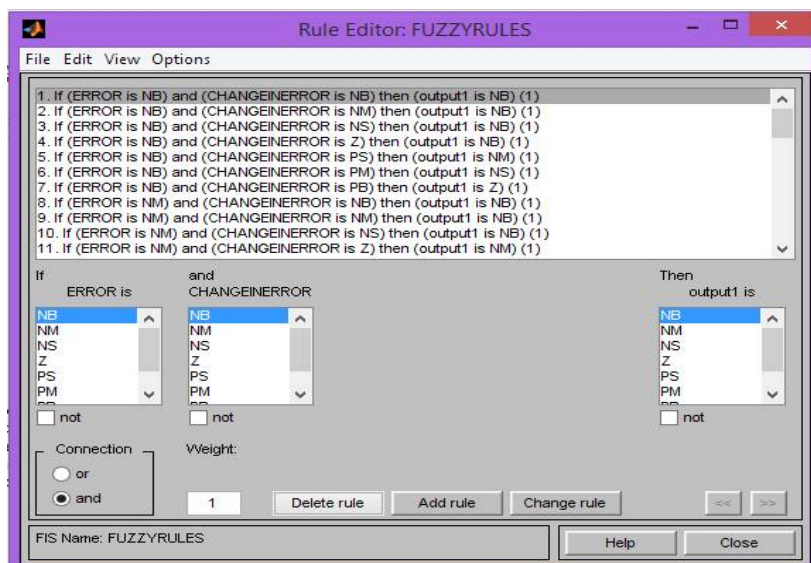 Rule Editor: FUZZYRULES
File Edit View Options
1. If (ERROR is NB) and (CHANGEINERROR is NB) then (output1 is NB) (1)
2. If (ERROR is NB) and (CHANGEINERROR is NM) then (output1 is NB) (1)
3. If (ERROR is NB) and (CHANGEINERROR is NS) then (output1 is NB) (1)
4. If (ERROR is NB) and (CHANGEINERROR is Z) then (output1 is NB) (1)
5. If (ERROR is NB) and (CHANGEINERROR is PS) then (output1 is NM) (1)
6. If (ERROR is NB) and (CHANGEINERROR is PM) then (output1 is NS) (1)
7. If (ERROR is NB) and (CHANGEINERROR is PB) then (output1 is Z) (1)
8. If (ERROR is NM) and (CHANGEINERROR is NB) then (output1 is NB) (1)
9. If (ERROR is NM) and (CHANGEINERROR is NM) then (output1 is NB) (1)
10. If (ERROR is NM) and (CHANGEINERROR is NS) then (output1 is NB) (1)
11. If (ERROR is NM) and (CHANGEINERROR is Z) then (output1 is NM) (1)
If and Then
ERROR is CHANGEINERROR output1 is
NB NB NB
NM NM NM
NS NS NS
Z Z Z
PS PS PS
PM PM PM
not not not
Connection Weight:
or
and 1 Delete rule Add rule Change rule << >>
FIS Name: FUZZYRULES Help Close